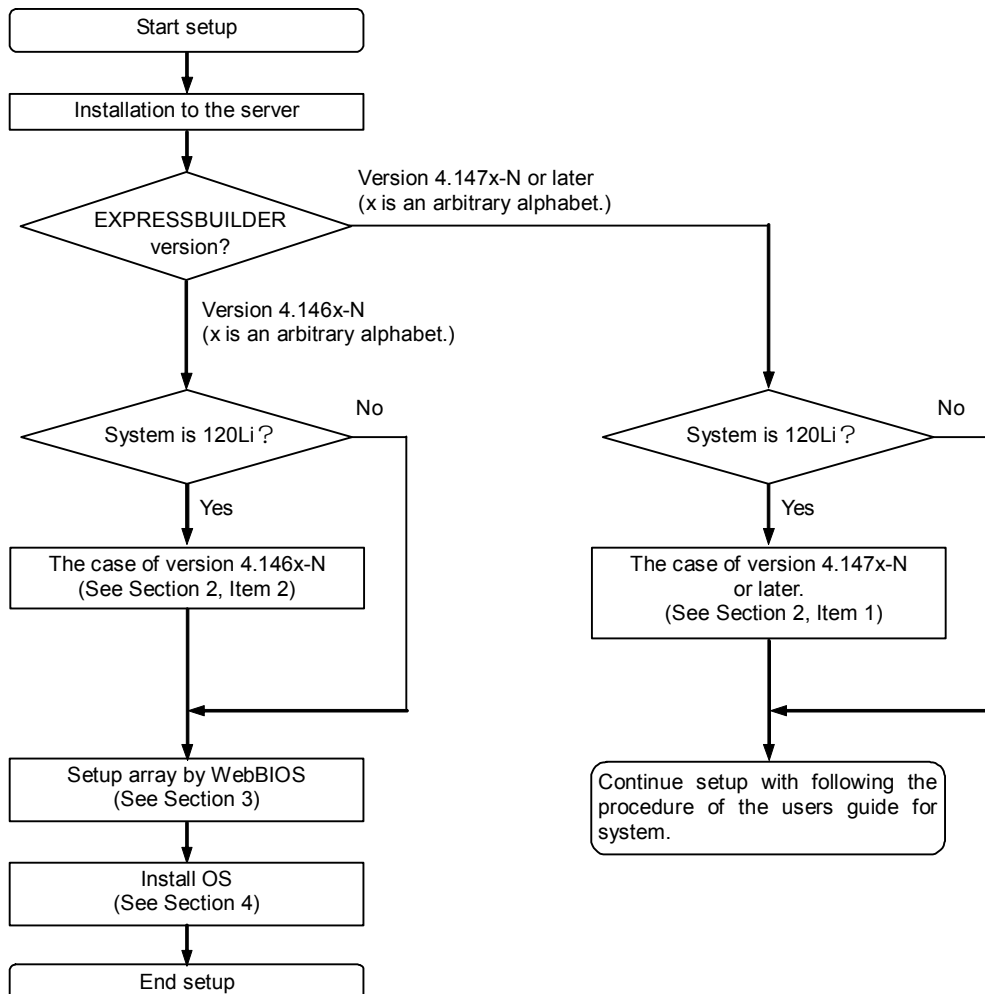 Start setup
Installation to the server
EXPRESSBUILDER
version?
Version 4.147x-N or later
(x is an arbitrary alphabet.)
Version 4.146x-N
(x is an arbitrary alphabet.)
System is 120Li？
No
Yes
The case of version 4.146x-N
(See Section 2, Item 2)
Setup array by WebBIOS
(See Section 3)
Install OS
(See Section 4)
End setup
System is 120Li？
No
Yes
The case of version 4.147x-N
or later.
(See Section 2, Item 1)
Continue setup with following the
procedure of the users guide for
system.